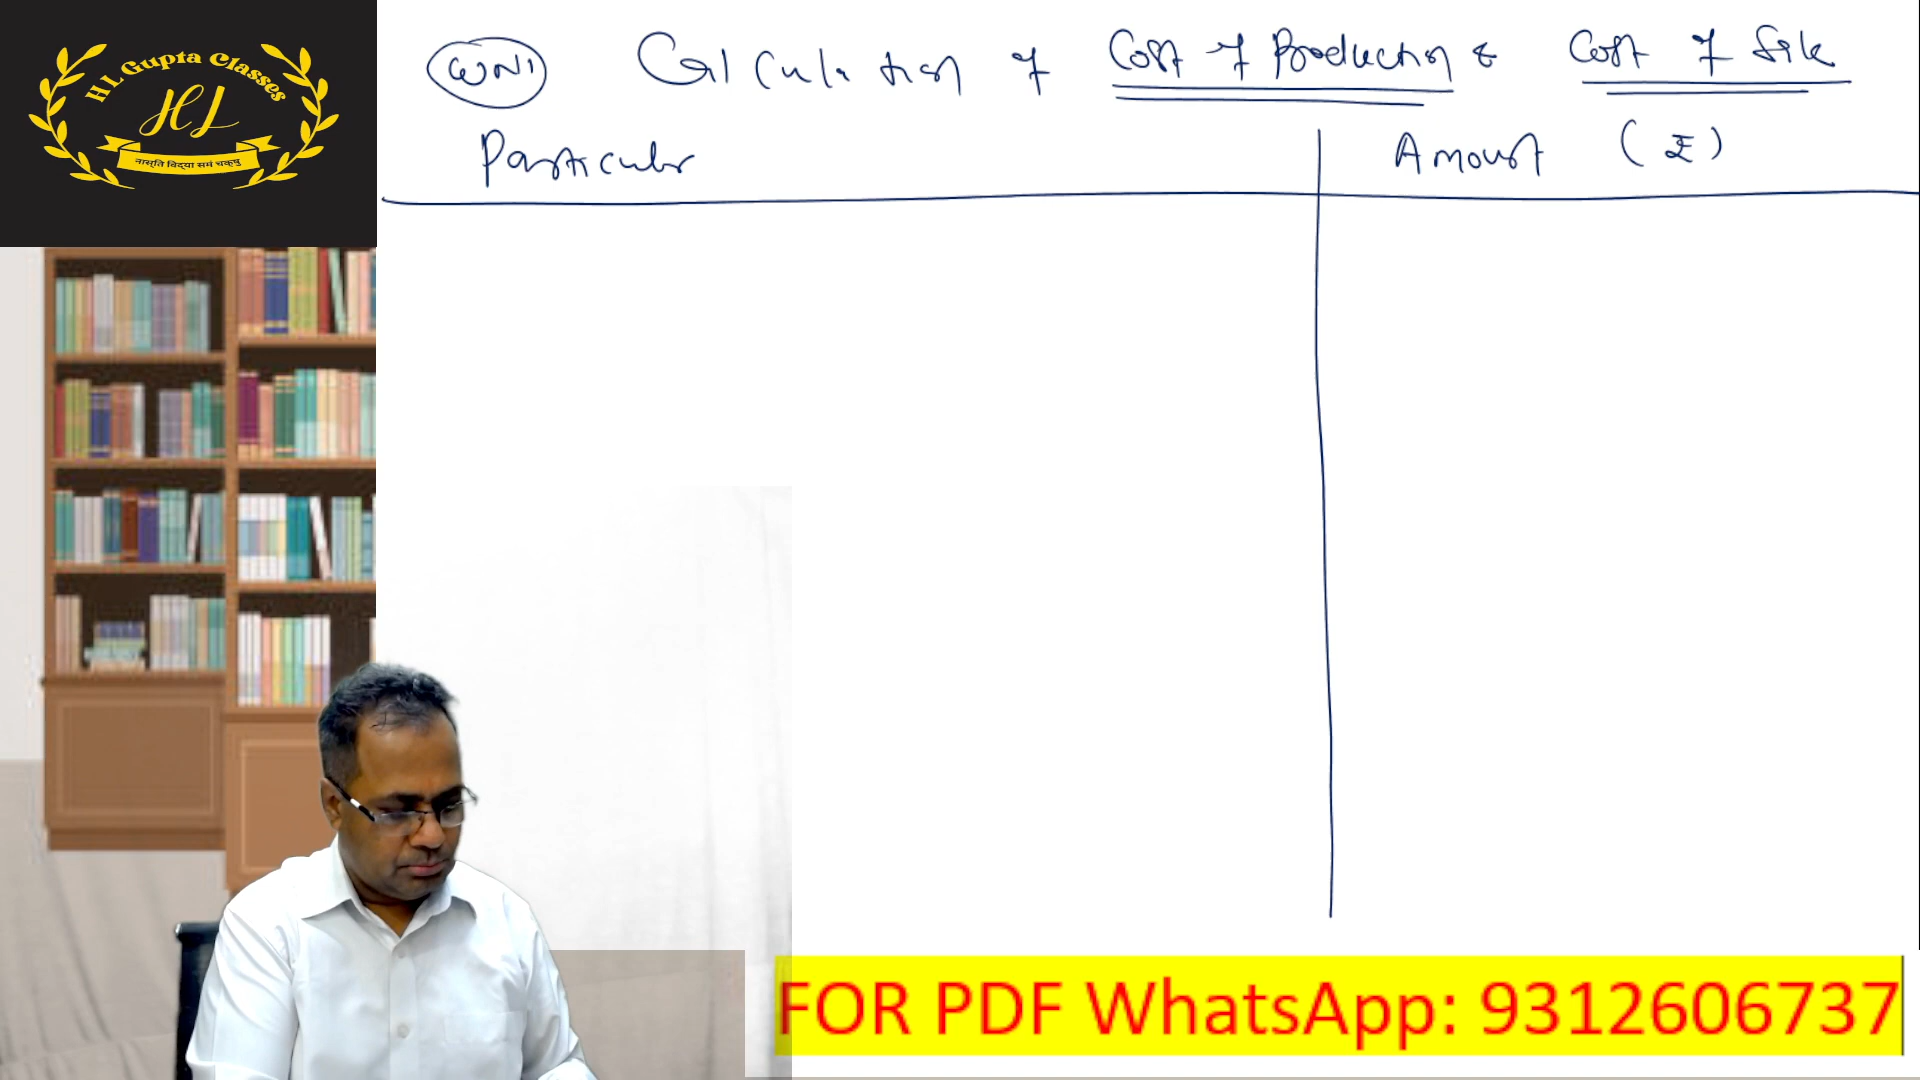 HL Gupta Classes
HL
नास्ति विद्या समं चक्षु
WN1 Calculation of Cost of Production & Cost of Sale
Particular Amount (₹)
FOR PDF WhatsApp: 9312606737